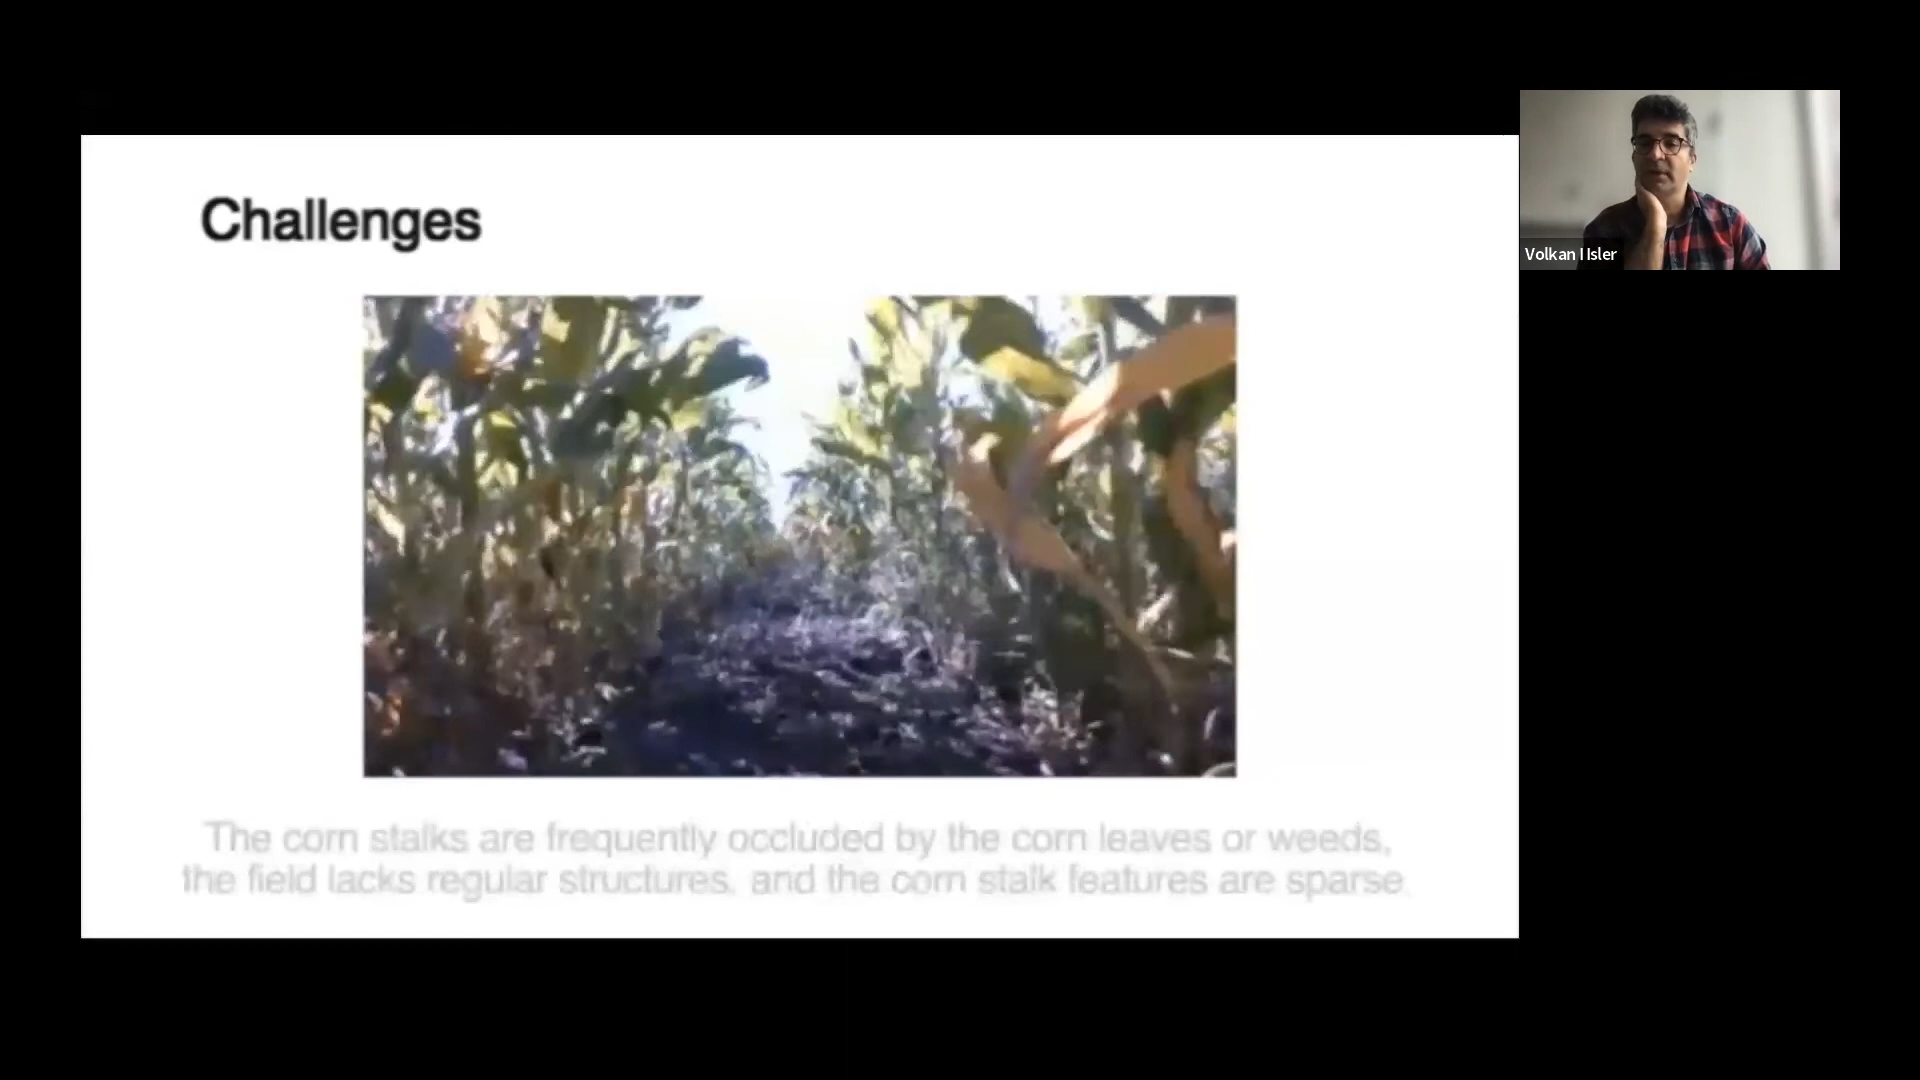 Challenges
Volkan I Isler
The corn stalks are frequently occluded by the corn leaves or weeds,
the field lacks regular structures, and the corn stalk features are sparse.